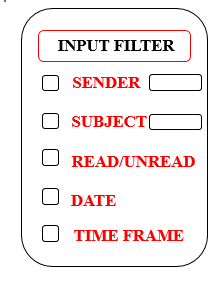 INPUT FILTER
SENDER
SUBJECT
READ/UNREAD
DATE
TIME FRAME